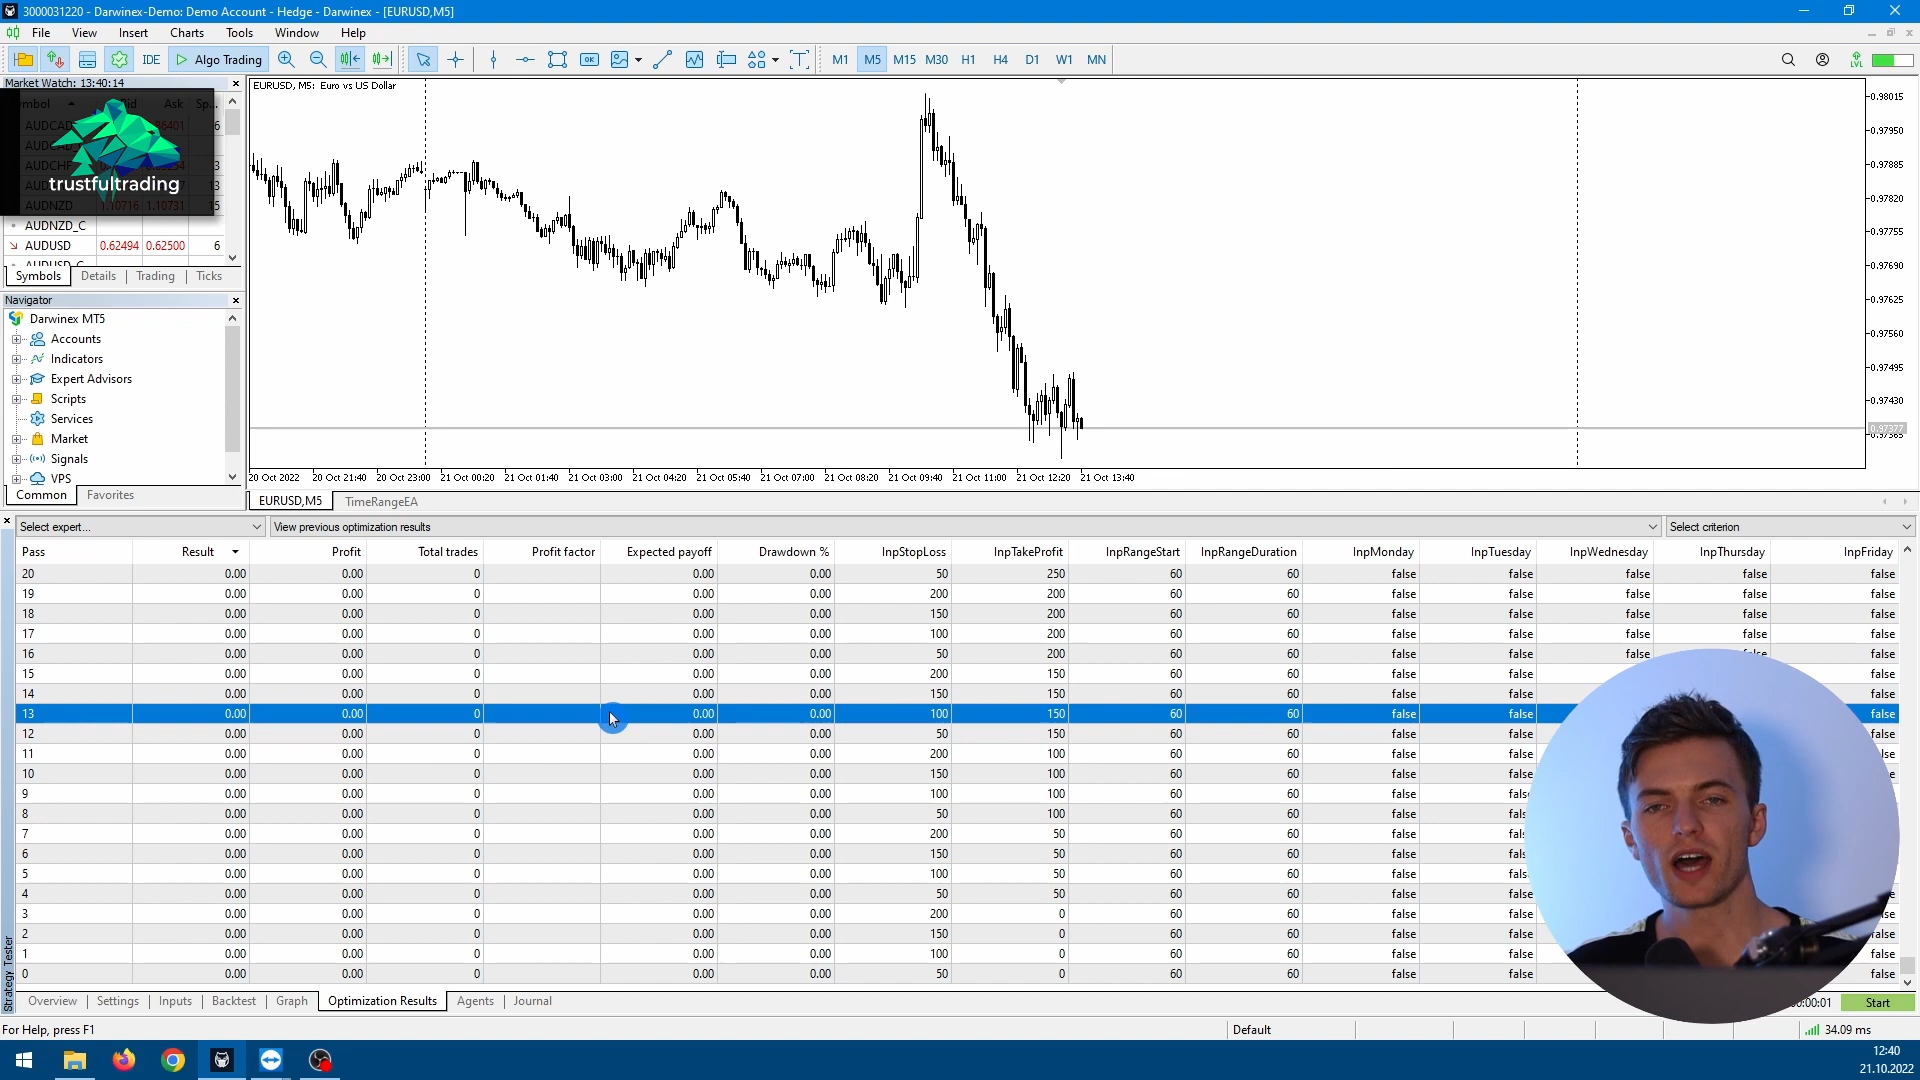 3000031220 - Darwinex-Demo: Demo Account - Hedge - Darwinex - [EURUSD,M5]
File View Insert Charts Tools Window Help
IDE Algo Trading OK M1 M5 M15 M30 H1 H4 D1 W1 MN LVL
Market Watch: 13:40:14
trustfultrading
AUDNZD 1.10716 1.10731 15
AUDNZD_C
AUDUSD 0.62494 0.62500 6
Symbols Details Trading Ticks
Navigator
Darwinex MT5
Accounts
Indicators
Expert Advisors
Scripts
Services
Market
Signals
VPS
Common Favorites
EURUSD, M5: Euro vs US Dollar
0.98015
0.97950
0.97885
0.97820
0.97755
0.97690
0.97625
0.97560
0.97495
0.97430
0.97377
0.97365
20 Oct 2022 20 Oct 21:40 20 Oct 23:00 21 Oct 00:20 21 Oct 01:40 21 Oct 03:00 21 Oct 04:20 21 Oct 05:40 21 Oct 07:00 21 Oct 08:20 21 Oct 09:40 21 Oct 11:00 21 Oct 12:20 21 Oct 13:40
EURUSD,M5 TimeRangeEA
Select expert... View previous optimization results Select criterion
Pass Result Profit Total trades Profit factor Expected payoff Drawdown % InpStopLoss InpTakeProfit InpRangeStart InpRangeDuration InpMonday InpTuesday InpWednesday InpThursday InpFriday
20 0.00 0.00 0 0.00 0.00 50 250 60 60 false false false false false
19 0.00 0.00 0 0.00 0.00 200 200 60 60 false false false false false
18 0.00 0.00 0 0.00 0.00 150 200 60 60 false false false false false
17 0.00 0.00 0 0.00 0.00 100 200 60 60 false false false false false
16 0.00 0.00 0 0.00 0.00 50 200 60 60 false false false false false
15 0.00 0.00 0 0.00 0.00 200 150 60 60 false false false
14 0.00 0.00 0 0.00 0.00 150 150 60 60 false false false
13 0.00 0.00 0 0.00 0.00 100 150 60 60 false false false
12 0.00 0.00 0 0.00 0.00 50 150 60 60 false false false
11 0.00 0.00 0 0.00 0.00 200 100 60 60 false false
10 0.00 0.00 0 0.00 0.00 150 100 60 60 false false
9 0.00 0.00 0 0.00 0.00 100 100 60 60 false
8 0.00 0.00 0 0.00 0.00 50 100 60 60 false
7 0.00 0.00 0 0.00 0.00 200 50 60 60 false
6 0.00 0.00 0 0.00 0.00 150 50 60 60 false
5 0.00 0.00 0 0.00 0.00 100 50 60 60 false
4 0.00 0.00 0 0.00 0.00 50 50 60 60 false
3 0.00 0.00 0 0.00 0.00 200 0 60 60 false
2 0.00 0.00 0 0.00 0.00 150 0 60 60 false false
1 0.00 0.00 0 0.00 0.00 100 0 60 60 false false false
0 0.00 0.00 0 0.00 0.00 50 0 60 60 false false false
Strategy Tester
Overview Settings Inputs Backtest Graph Optimization Results Agents Journal Start
For Help, press F1 Default 34.09 ms
12:40
21.10.2022